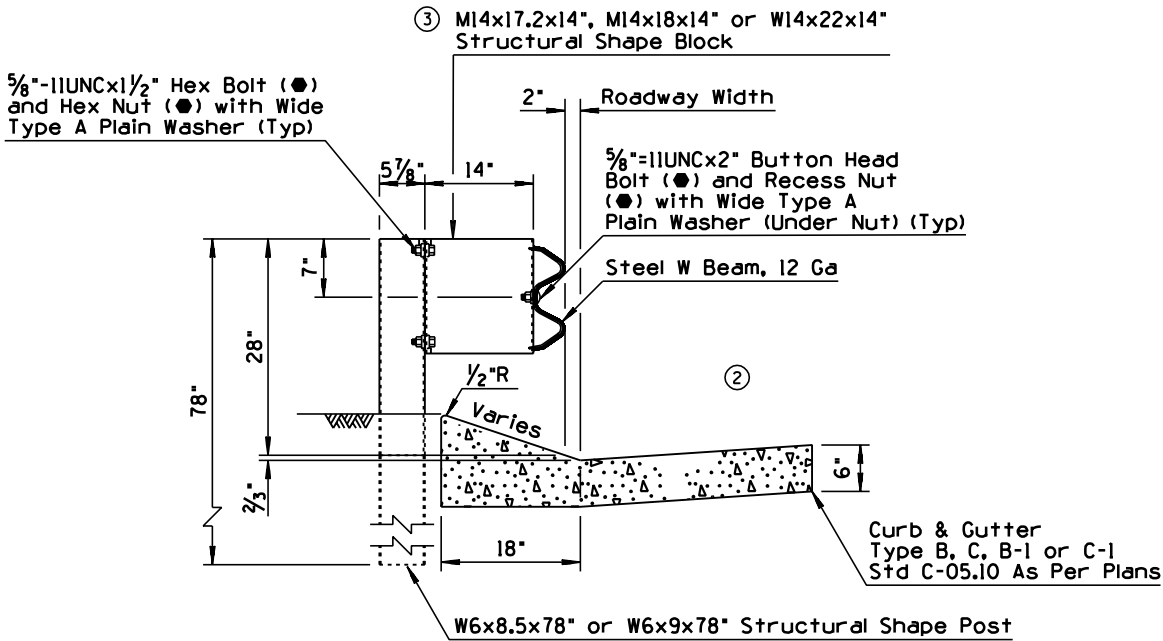 ③ M14x17.2x14", M14x18x14" or W14x22x14"
Structural Shape Block
⅝"-11UNCx1½" Hex Bolt (⬣)
and Hex Nut (⬣) with Wide
Type A Plain Washer (Typ)
2"
Roadway Width
⅝"=11UNCx2" Button Head
Bolt (⬣) and Recess Nut
(⬣) with Wide Type A
Plain Washer (Under Nut) (Typ)
5⅞"
14"
Steel W Beam, 12 Ga
7"
28"
78"
②
½"R
Varies
6"
⅔"
18"
Curb & Gutter
Type B, C, B-1 or C-1
Std C-05.10 As Per Plans
W6x8.5x78" or W6x9x78" Structural Shape Post